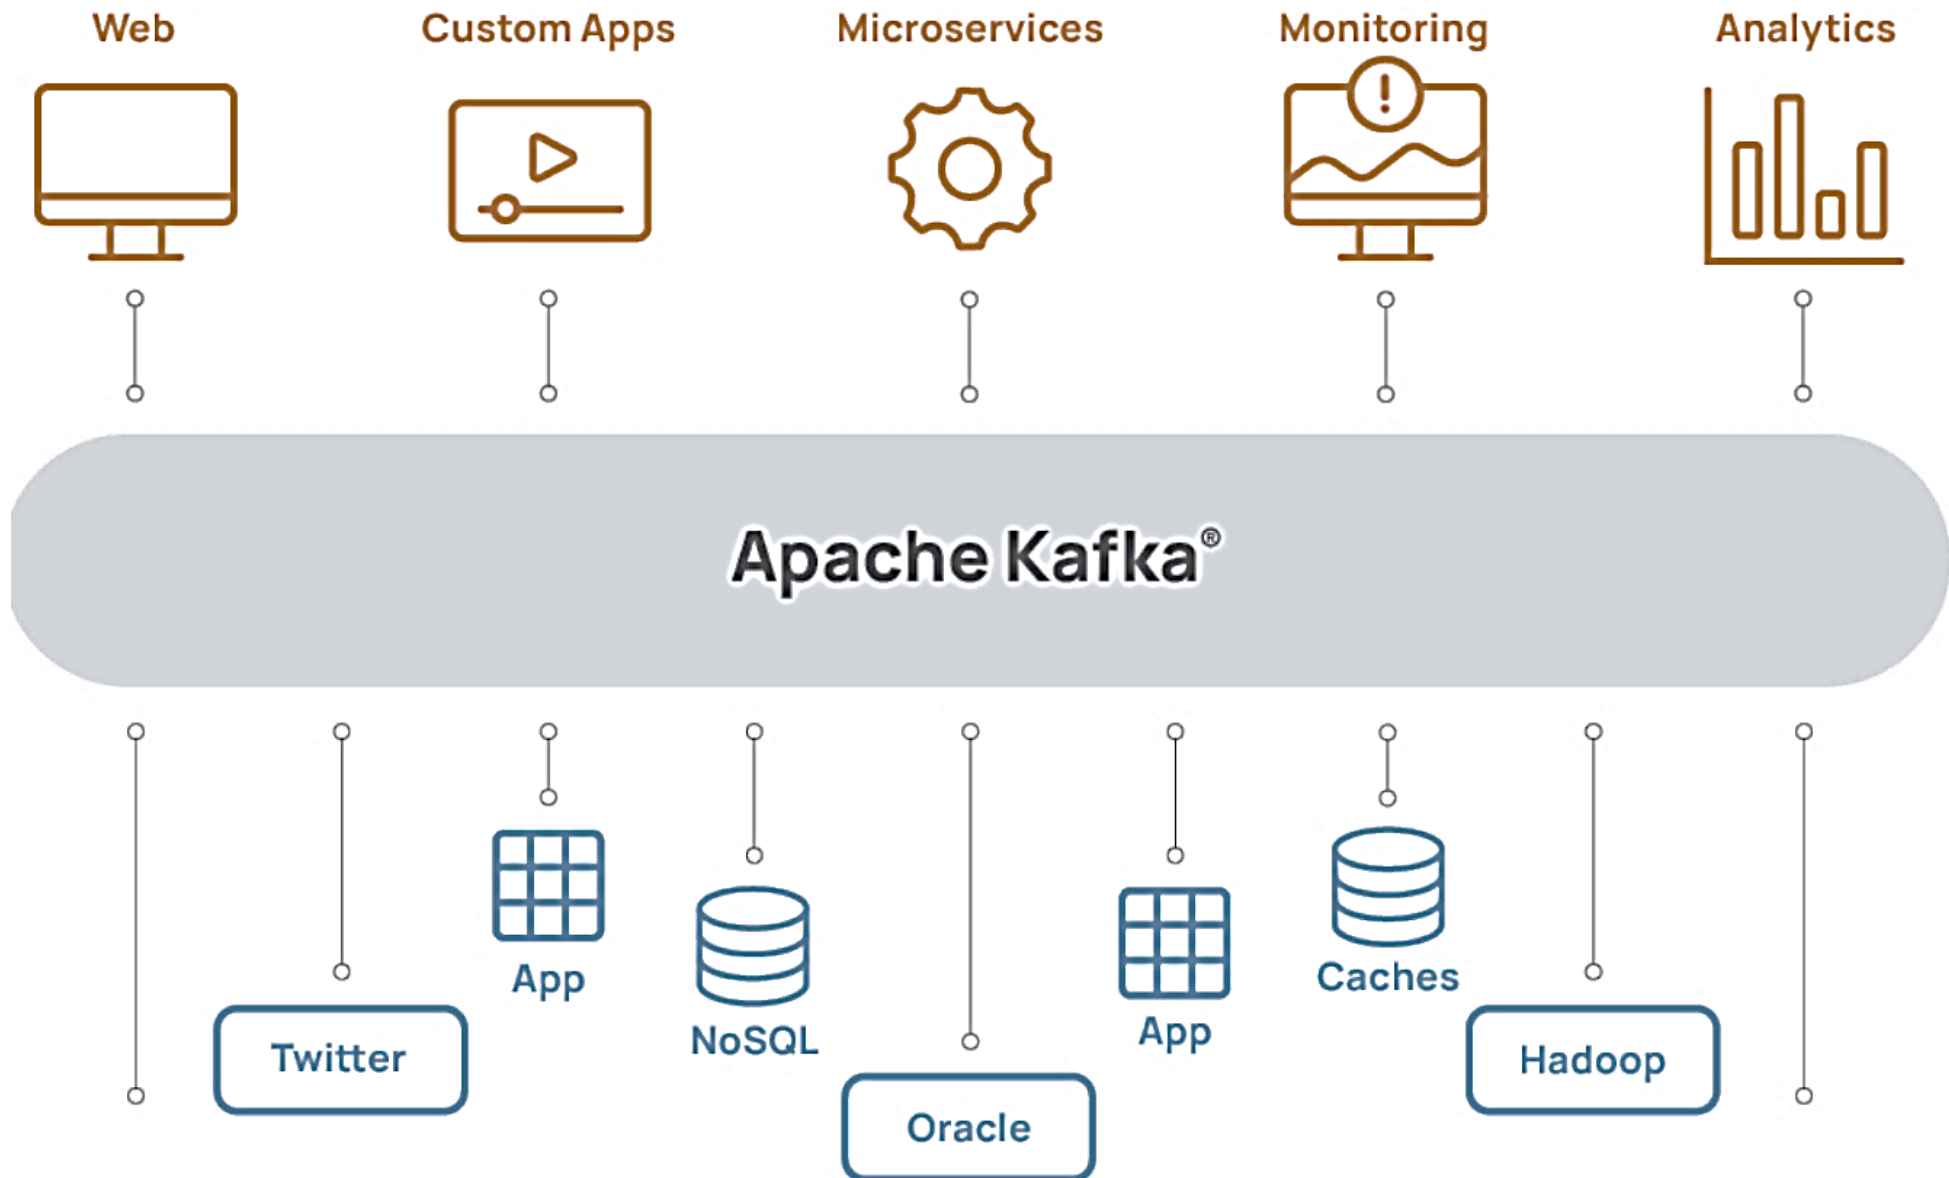 Web
Custom Apps
Microservices
Monitoring
Analytics
!
Apache Kafka®
App
Caches
NoSQL
App
Twitter
Hadoop
Oracle